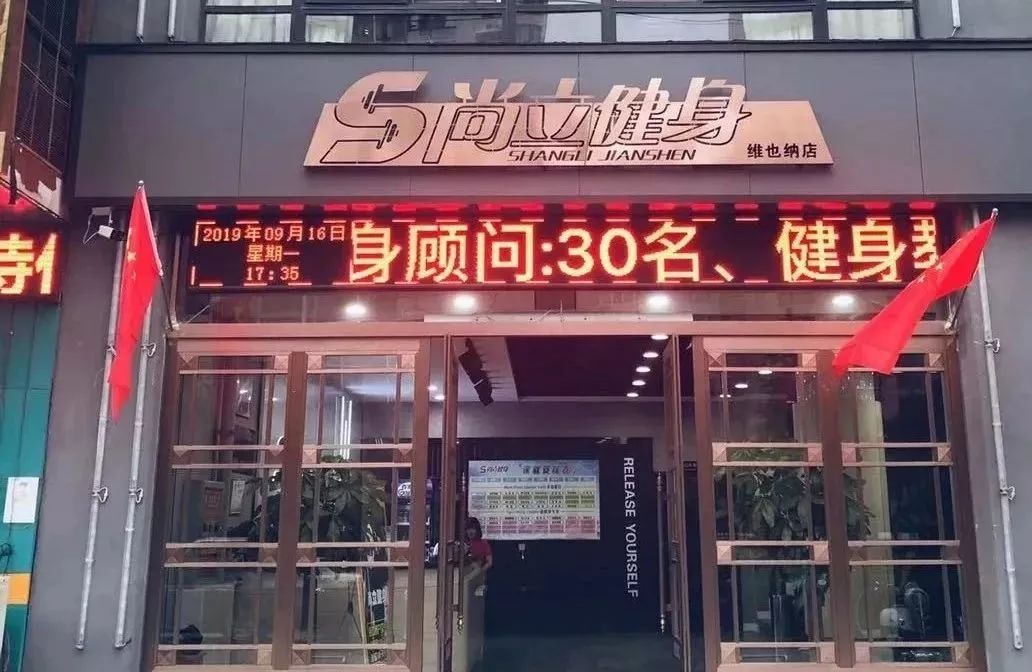 尚立健身
SHANGLI JIANSHEN
维也纳店
2019年09月16日
星期一
17:35
身顾问:30名、健身
RELEASE YOURSELF